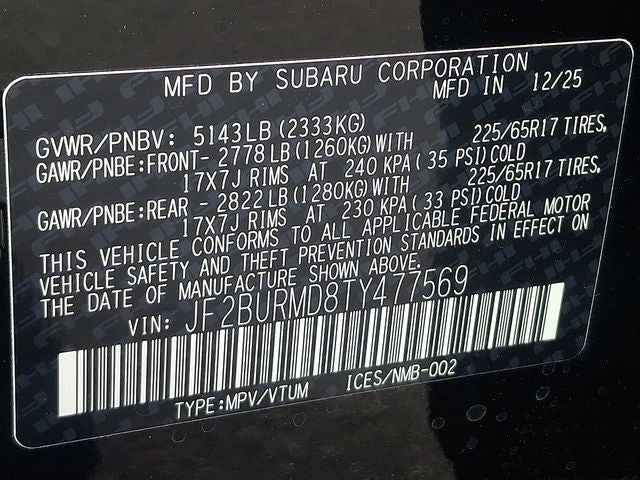 MFD BY SUBARU CORPORATION
MFD IN 12/25
GVWR/PNBV: 5143LB(2333KG)
GAWR/PNBE:FRONT- 2778LB(1260KG)WITH 225/65R17 TIRES,
17X7J RIMS AT 240 KPA(35 PSI)COLD
GAWR/PNBE:REAR - 2822LB(1280KG)WITH 225/65R17 TIRES,
17X7J RIMS AT 230 KPA(33 PSI)COLD
THIS VEHICLE CONFORMS TO ALL APPLICABLE FEDERAL MOTOR
VEHICLE SAFETY AND THEFT PREVENTION STANDARDS IN EFFECT ON
THE DATE OF MANUFACTURE SHOWN ABOVE.
VIN: JF2BURMD8TY477569
TYPE:MPV/VTUM ICES/NMB-002